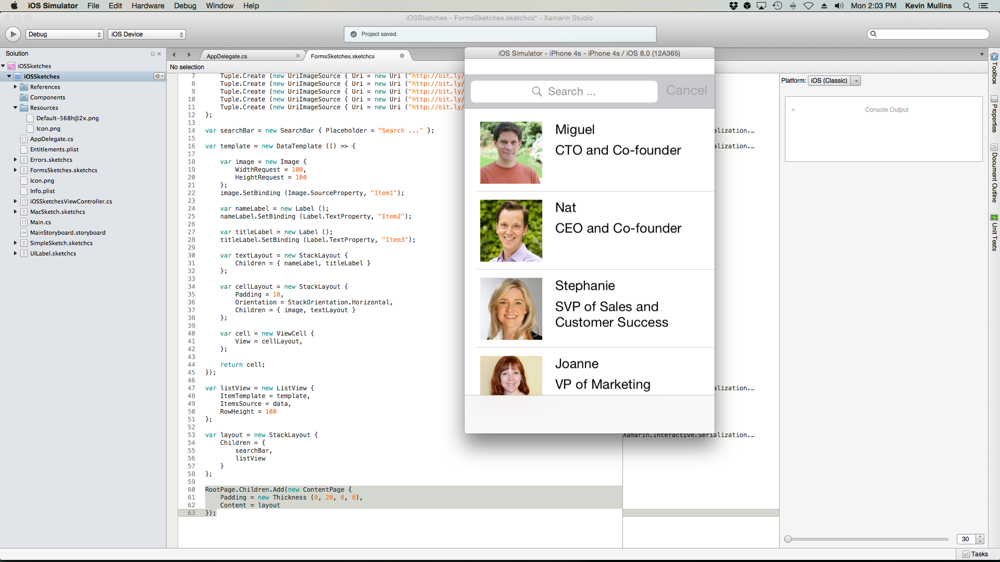 iOS Simulator File Edit Hardware Debug Window Help Mon 2:03 PM Kevin Mullins
iOSSketches - FormsSketches.sketchcs* - Xamarin Studio
Debug iOS Device Project saved.
Solution
iOSSketches
iOSSketches
References
Components
Resources
Default-568h@2x.png
Icon.png
AppDelegate.cs
Entitlements.plist
Errors.sketchcs
FormsSketches.sketchcs
Icon.png
Info.plist
iOSSketchesViewController.cs
MacSketch.sketchcs
Main.cs
MainStoryboard.storyboard
SimpleSketch.sketchcs
UILabel.sketchcs
AppDelegate.cs FormsSketches.sketchcs
No selection
7 Tuple.Create (new UriImageSource { Uri = new Uri ("http://bit.ly/
8 Tuple.Create (new UriImageSource { Uri = new Uri ("http://bit.ly/
9 Tuple.Create (new UriImageSource { Uri = new Uri ("http://bit.ly/
10 Tuple.Create (new UriImageSource { Uri = new Uri ("http://bit.ly/
11 Tuple.Create (new UriImageSource { Uri = new Uri ("http://bit.ly/
12 };
13
14 var searchBar = new SearchBar { Placeholder = "Search ..." };
15
16 var template = new DataTemplate (() => {
17
18 var image = new Image {
19 WidthRequest = 100,
20 HeightRequest = 100
21 };
22 image.SetBinding (Image.SourceProperty, "Item1");
23
24 var nameLabel = new Label ();
25 nameLabel.SetBinding (Label.TextProperty, "Item2");
26
27 var titleLabel = new Label ();
28 titleLabel.SetBinding (Label.TextProperty, "Item3");
29
30 var textLayout = new StackLayout {
31 Children = { nameLabel, titleLabel }
32 };
33
34 var cellLayout = new StackLayout {
35 Padding = 10,
36 Orientation = StackOrientation.Horizontal,
37 Children = { image, textLayout }
38 };
39
40 var cell = new ViewCell {
41 View = cellLayout,
42 };
43
44 return cell;
45 });
46
47 var listView = new ListView {
48 ItemTemplate = template,
49 ItemsSource = data,
50 RowHeight = 100
51 };
52
53 var layout = new StackLayout {
54 Children = {
55 searchBar,
56 listView
57 }
58 };
59
60 RootPage.Children.Add(new ContentPage {
61 Padding = new Thickness (0, 20, 0, 0),
62 Content = layout
63 });
iOS Simulator - iPhone 4s - iPhone 4s / iOS 8.0 (12A365)
Search ... Cancel
Miguel
CTO and Co-founder
Nat
CEO and Co-founder
Stephanie
SVP of Sales and
Customer Success
Joanne
VP of Marketing
alization.…
alization.…
alization.…
Xamarin.Interactive.Serialization.…
Platform: iOS (Classic)
Console Output
30
Toolbox
Properties
Document Outline
Unit Tests
Tasks